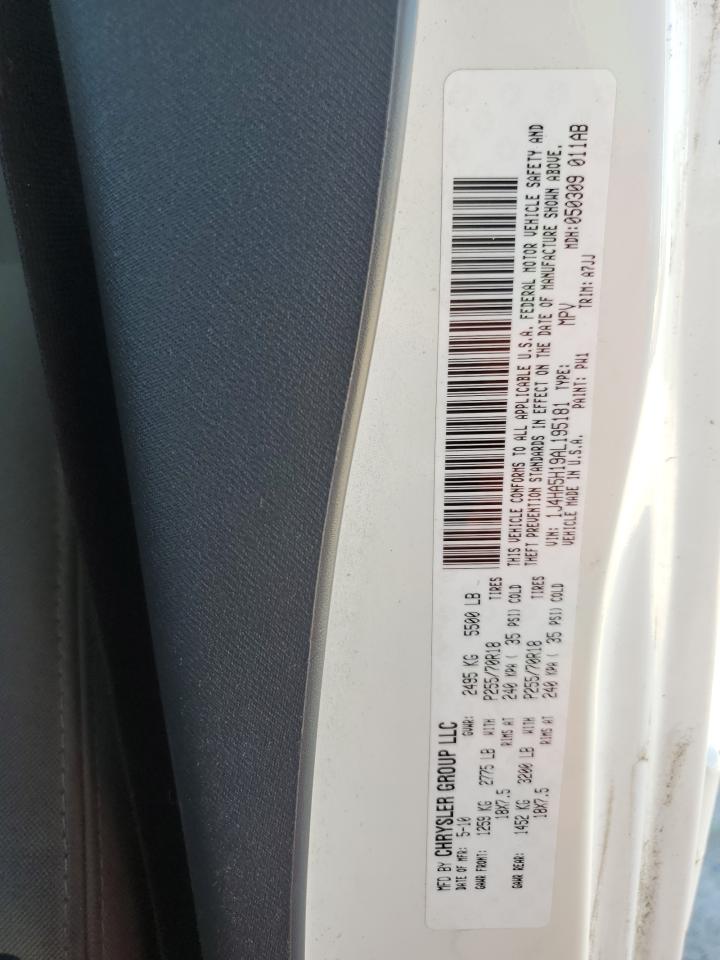 MFD BY CHRYSLER GROUP LLC
DATE OF MFR: 5-10 GVWR: 2495 KG 5500 LB
GAWR FRONT: 1259 KG 2775 LB WITH P255/70R18 TIRES
18X7.5 RIMS AT 240 KPA ( 35 PSI) COLD
GAWR REAR: 1452 KG 3200 LB WITH P255/70R18 TIRES
18X7.5 RIMS AT 240 KPA ( 35 PSI) COLD
THIS VEHICLE CONFORMS TO ALL APPLICABLE U.S.A. FEDERAL MOTOR VEHICLE SAFETY AND
THEFT PREVENTION STANDARDS IN EFFECT ON THE DATE OF MANUFACTURE SHOWN ABOVE.
VIN: 1J4HA5H19AL195181 TYPE: MPV MDH:050309 011AB
VEHICLE MADE IN U.S.A. PAINT: PW1 TRIM: A7JJ